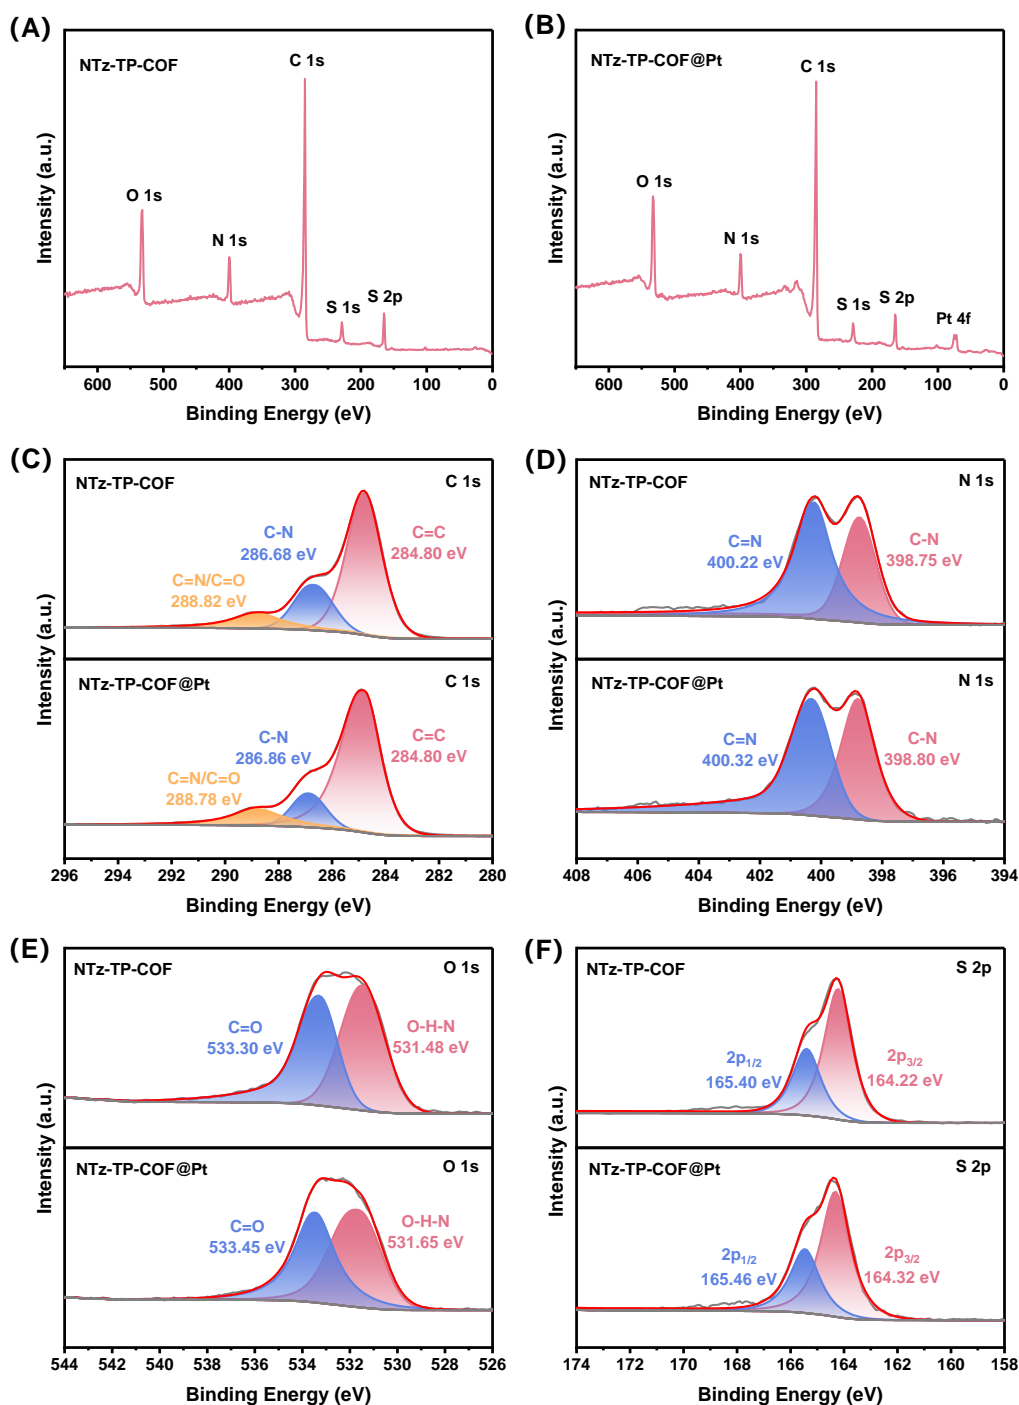 (A)
NTz-TP-COF
C 1s
O 1s
N 1s
S 1s
S 2p
Intensity (a.u.)
600 500 400 300 200 100 0
Binding Energy (eV)
(B)
NTz-TP-COF@Pt
C 1s
O 1s
N 1s
S 1s
S 2p
Pt 4f
Intensity (a.u.)
600 500 400 300 200 100 0
Binding Energy (eV)
(C)
NTz-TP-COF
C 1s
C-N
286.68 eV
C=C
284.80 eV
C=N/C=O
288.82 eV
NTz-TP-COF@Pt
C 1s
C-N
286.86 eV
C=C
284.80 eV
C=N/C=O
288.78 eV
Intensity (a.u.)
296 294 292 290 288 286 284 282 280
Binding Energy (eV)
(D)
NTz-TP-COF
N 1s
C=N
400.22 eV
C-N
398.75 eV
NTz-TP-COF@Pt
N 1s
C=N
400.32 eV
C-N
398.80 eV
Intensity (a.u.)
408 406 404 402 400 398 396 394
Binding Energy (eV)
(E)
NTz-TP-COF
O 1s
C=O
533.30 eV
O-H-N
531.48 eV
NTz-TP-COF@Pt
O 1s
C=O
533.45 eV
O-H-N
531.65 eV
Intensity (a.u.)
544 542 540 538 536 534 532 530 528 526
Binding Energy (eV)
(F)
NTz-TP-COF
S 2p
2p1/2
165.40 eV
2p3/2
164.22 eV
NTz-TP-COF@Pt
S 2p
2p1/2
165.46 eV
2p3/2
164.32 eV
Intensity (a.u.)
174 172 170 168 166 164 162 160 158
Binding Energy (eV)